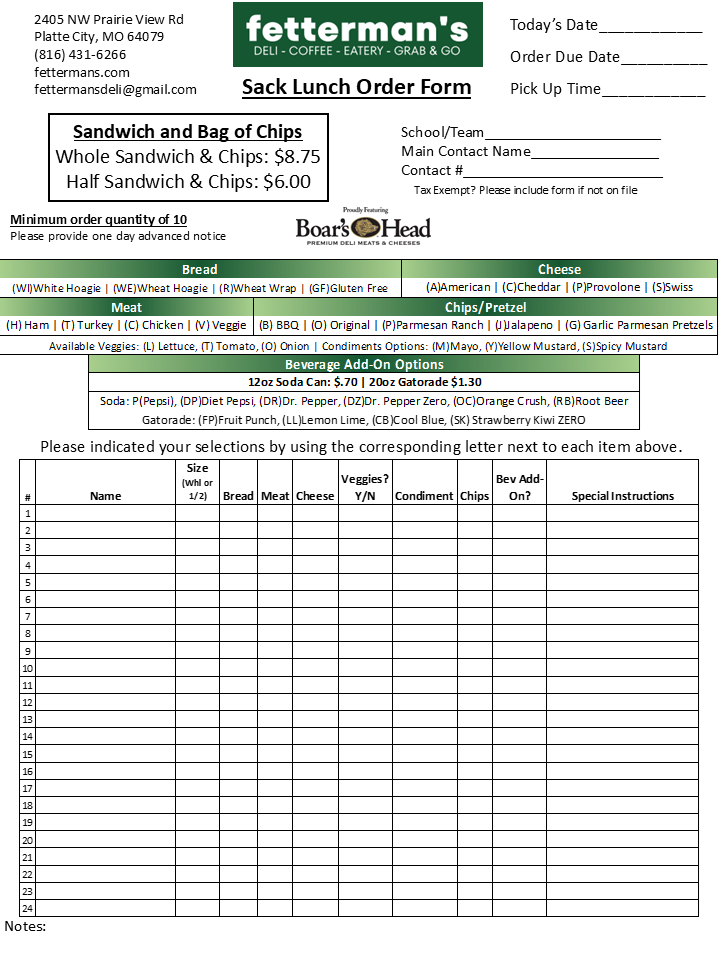 2405 NW Prairie View Rd
Platte City, MO 64079
(816) 431-6266
fettermans.com
fettermansdeli@gmail.com
fetterman's
DELI - COFFEE - EATERY - GRAB & GO
Sack Lunch Order Form
Today's Date____________
Order Due Date__________
Pick Up Time____________
Sandwich and Bag of Chips
Whole Sandwich & Chips: $8.75
Half Sandwich & Chips: $6.00
School/Team______________________
Main Contact Name________________
Contact #_________________________
Tax Exempt? Please include form if not on file
Minimum order quantity of 10
Please provide one day advanced notice
Proudly Featuring
Boar's Head
PREMIUM DELI MEATS & CHEESES
Bread Cheese
(WI)White Hoagie | (WE)Wheat Hoagie | (R)Wheat Wrap | (GF)Gluten Free (A)American | (C)Cheddar | (P)Provolone | (S)Swiss
Meat Chips/Pretzel
(H) Ham | (T) Turkey | (C) Chicken | (V) Veggie (B) BBQ | (O) Original | (P)Parmesan Ranch | (J)Jalapeno | (G) Garlic Parmesan Pretzels
Available Veggies: (L) Lettuce, (T) Tomato, (O) Onion | Condiments Options: (M)Mayo, (Y)Yellow Mustard, (S)Spicy Mustard
Beverage Add-On Options
12oz Soda Can: $.70 | 20oz Gatorade $1.30
Soda: P(Pepsi), (DP)Diet Pepsi, (DR)Dr. Pepper, (DZ)Dr. Pepper Zero, (OC)Orange Crush, (RB)Root Beer
Gatorade: (FP)Fruit Punch, (LL)Lemon Lime, (CB)Cool Blue, (SK) Strawberry Kiwi ZERO
Please indicated your selections by using the corresponding letter next to each item above.
# Name Size (Whl or 1/2) Bread Meat Cheese Veggies? Y/N Condiment Chips Bev Add-On? Special Instructions
1
2
3
4
5
6
7
8
9
10
11
12
13
14
15
16
17
18
19
20
21
22
23
24
Notes: